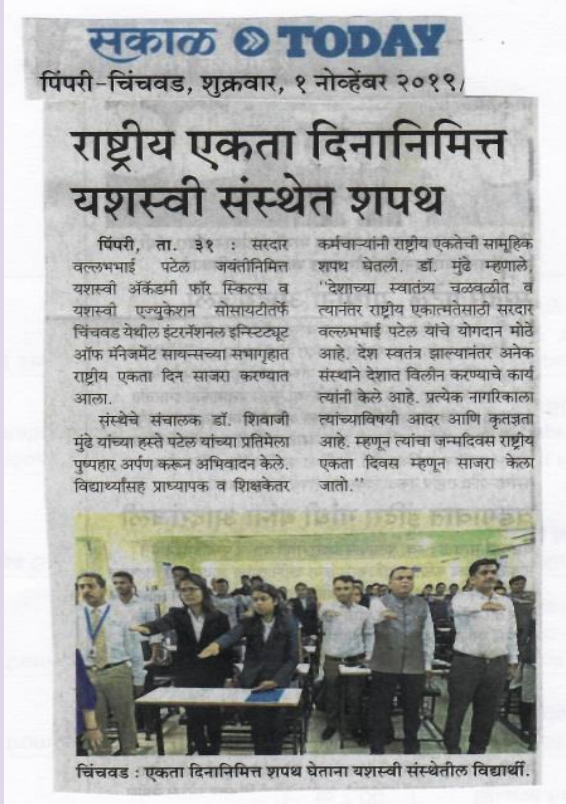 सकाळ » TODAY
पिंपरी-चिंचवड, शुक्रवार, १ नोव्हेंबर २०१९
राष्ट्रीय एकता दिनानिमित्त
यशस्वी संस्थेत शपथ
पिंपरी, ता. ३१ : सरदार
वल्लभभाई पटेल जयंतीनिमित्त
यशस्वी अॅकॅडमी फॉर स्किल्स व
यशस्वी एज्युकेशन सोसायटीतर्फे
चिंचवड येथील इंटरनॅशनल इन्स्टिट्यूट
ऑफ मॅनेजमेंट सायन्सच्या सभागृहात
राष्ट्रीय एकता दिन साजरा करण्यात
आला.
संस्थेचे संचालक डॉ. शिवाजी
मुंढे यांच्या हस्ते पटेल यांच्या प्रतिमेला
पुष्पहार अर्पण करून अभिवादन केले.
विद्यार्थ्यांसह प्राध्यापक व शिक्षकेतर
कर्मचाऱ्यांनी राष्ट्रीय एकतेची सामूहिक
शपथ घेतली. डॉ. मुंढे म्हणाले,
"देशाच्या स्वातंत्र्य चळवळीत व
त्यानंतर राष्ट्रीय एकात्मतेसाठी सरदार
वल्लभभाई पटेल यांचे योगदान मोठे
आहे. देश स्वतंत्र झाल्यानंतर अनेक
संस्थाने देशात विलीन करण्याचे कार्य
त्यांनी केले आहे. प्रत्येक नागरिकाला
त्यांच्याविषयी आदर आणि कृतज्ञता
आहे. म्हणून त्यांचा जन्मदिवस राष्ट्रीय
एकता दिवस म्हणून साजरा केला
जातो."
चिंचवड : एकता दिनानिमित्त शपथ घेताना यशस्वी संस्थेतील विद्यार्थी.